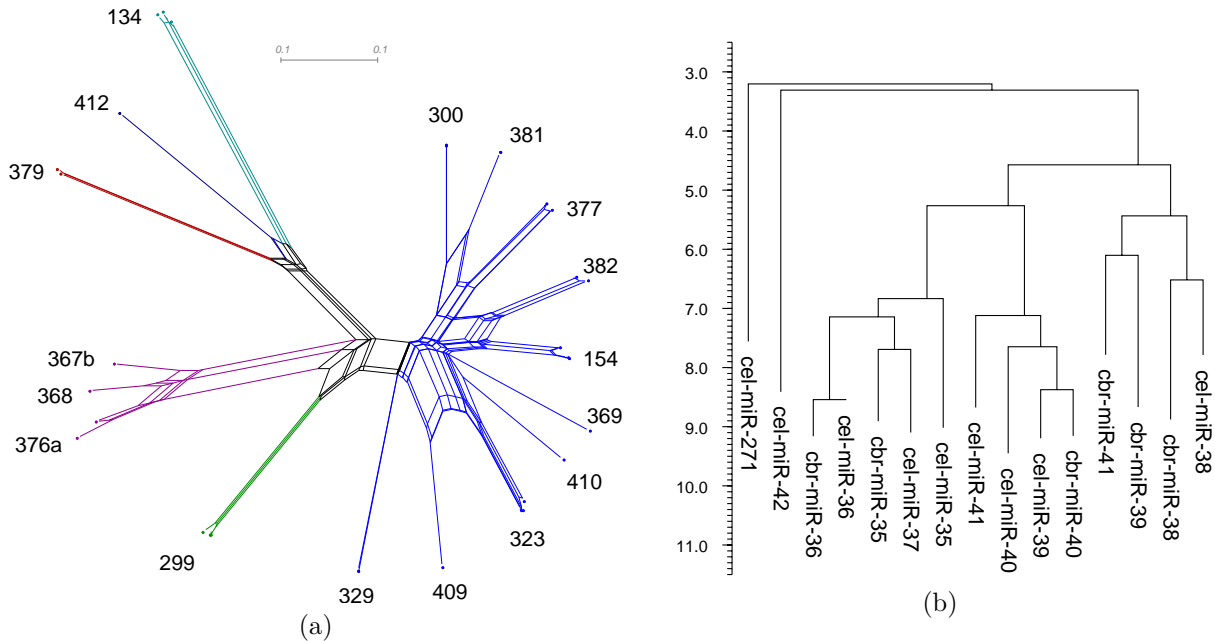 134
0.1 0.1
412
300
381
379
377
382
367b
154
368
369
376a
410
323
299
329
409
(a)
3.0
4.0
5.0
6.0
7.0
8.0
9.0
10.0
11.0
cel-miR-271
cel-miR-42
cbr-miR-36
cel-miR-36
cbr-miR-35
cel-miR-37
cel-miR-35
cel-miR-41
cel-miR-40
cel-miR-39
cbr-miR-40
cbr-miR-41
cbr-miR-39
cbr-miR-38
cel-miR-38
(b)